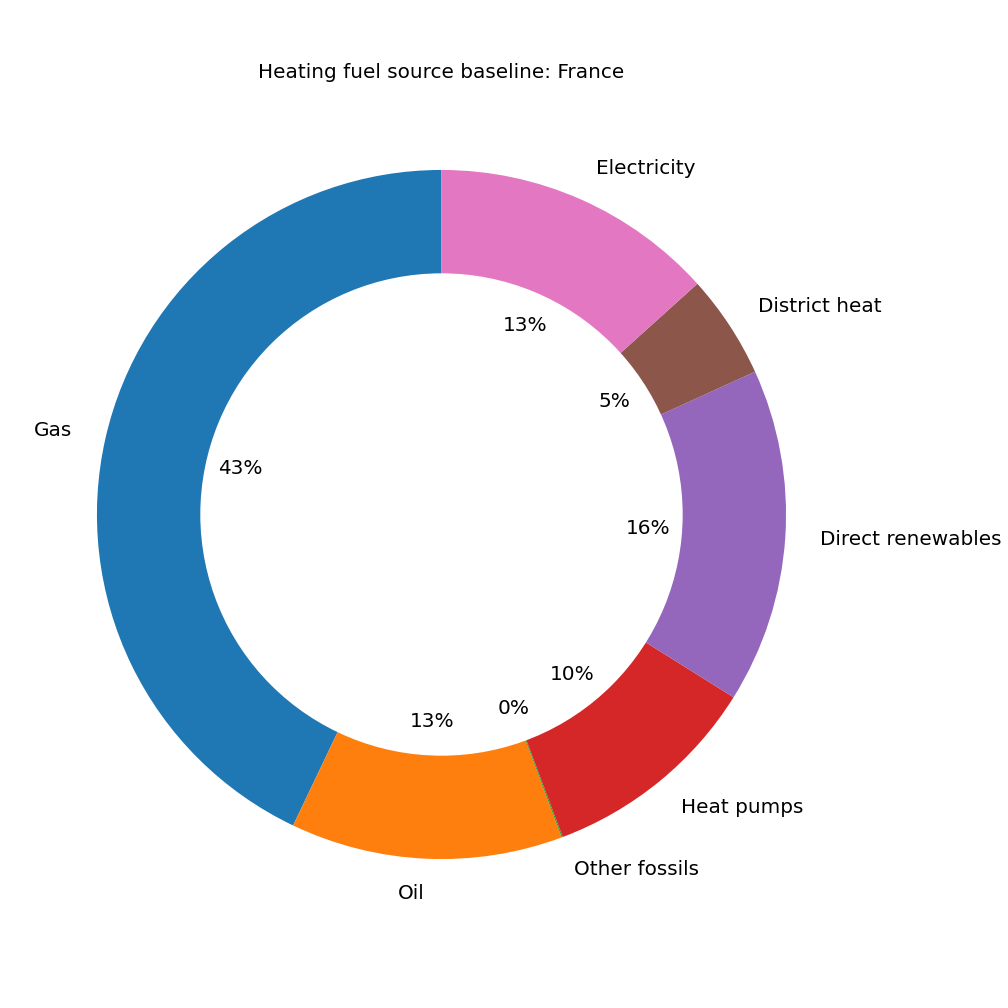 Heating fuel source baseline: France
Electricity
13%
District heat
5%
Gas
43%
16%
Direct renewables
10%
0%
13%
Heat pumps
Other fossils
Oil